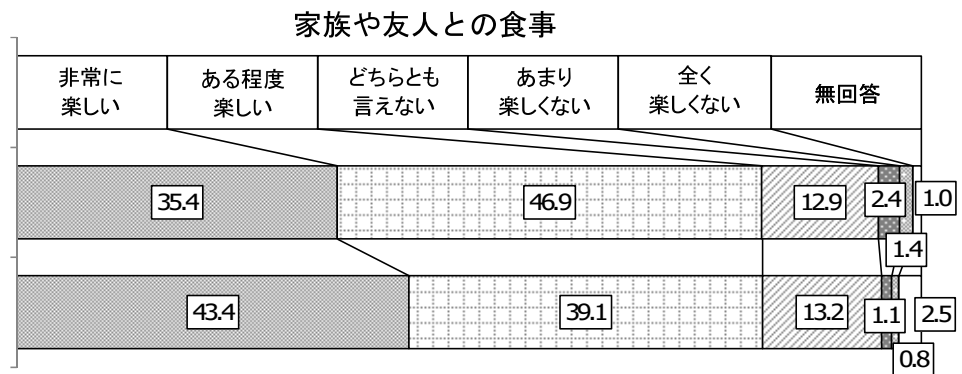 家族や友人との食事
非常に
楽しい
ある程度
楽しい
どちらとも
言えない
あまり
楽しくない
全く
楽しくない
無回答
35.4
46.9
12.9
2.4
1.4
1.0
43.4
39.1
13.2
1.1
0.8
2.5